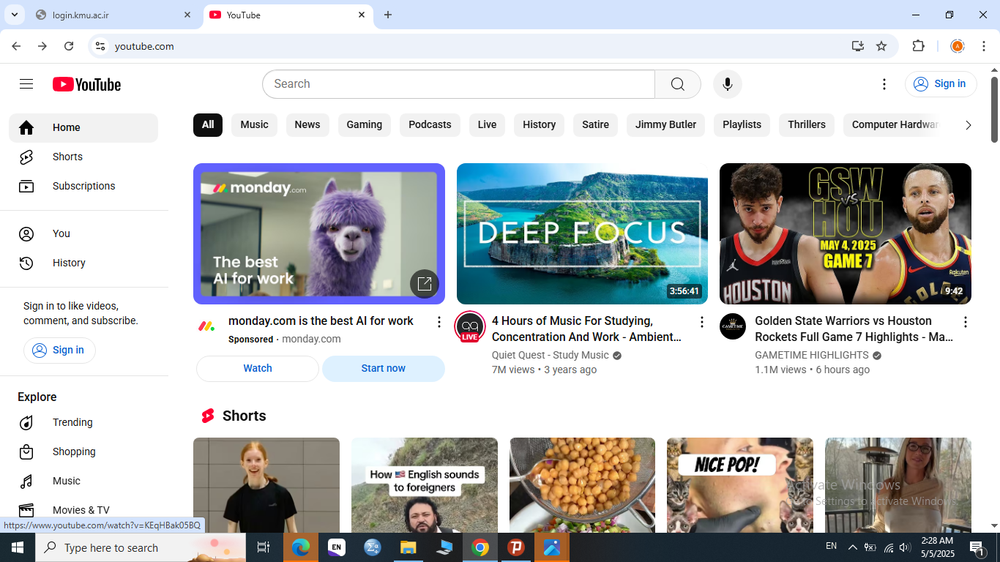 login.kmu.ac.ir
YouTube
youtube.com
A
YouTube
Search
Sign in
Home
Shorts
Subscriptions
You
History
Sign in to like videos,
comment, and subscribe.
Sign in
Explore
Trending
Shopping
Music
Movies & TV
https://www.youtube.com/watch?v=KEqHBak05BQ
All
Music
News
Gaming
Podcasts
Live
History
Satire
Jimmy Butler
Playlists
Thrillers
Computer Hardwar
monday.com
The best
AI for work
monday.com is the best AI for work
Sponsored · monday.com
Watch
Start now
DEEP FOCUS
3:56:41
LIVE
4 Hours of Music For Studying,
Concentration And Work - Ambient...
Quiet Quest - Study Music
7M views • 3 years ago
GSW
VS
HOU
MAY 4, 2025
GAME 7
HOUSTON
Rakuten
9:42
GAMETIME
Golden State Warriors vs Houston
Rockets Full Game 7 Highlights - Ma...
GAMETIME HIGHLIGHTS
1.1M views • 6 hours ago
Shorts
How English sounds
to foreigners
NICE POP!
Activate Windows
Go to Settings to activate Windows.
Type here to search
EN
EN
2:28 AM
5/5/2025
1